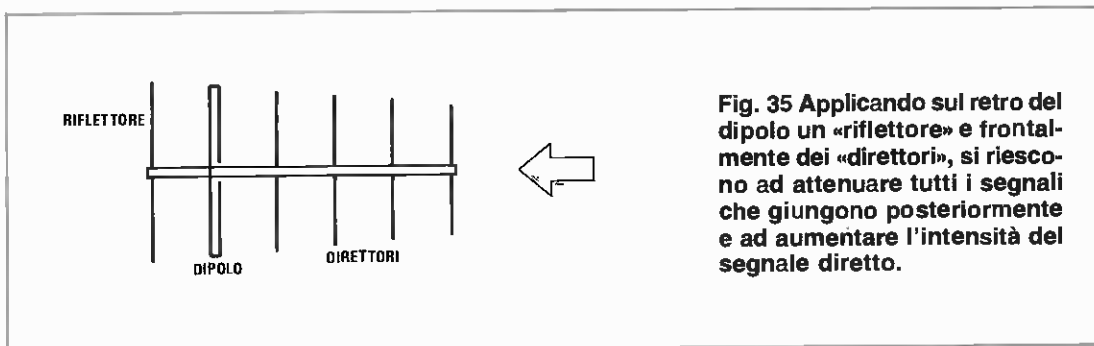 RIFLETTORE
DIPOLO
DIRETTORI
Fig. 35 Applicando sul retro del
dipolo un «riflettore» e frontal-
mente dei «direttori», si riesco-
no ad attenuare tutti i segnali
che giungono posteriormente
e ad aumentare l'intensità del
segnale diretto.